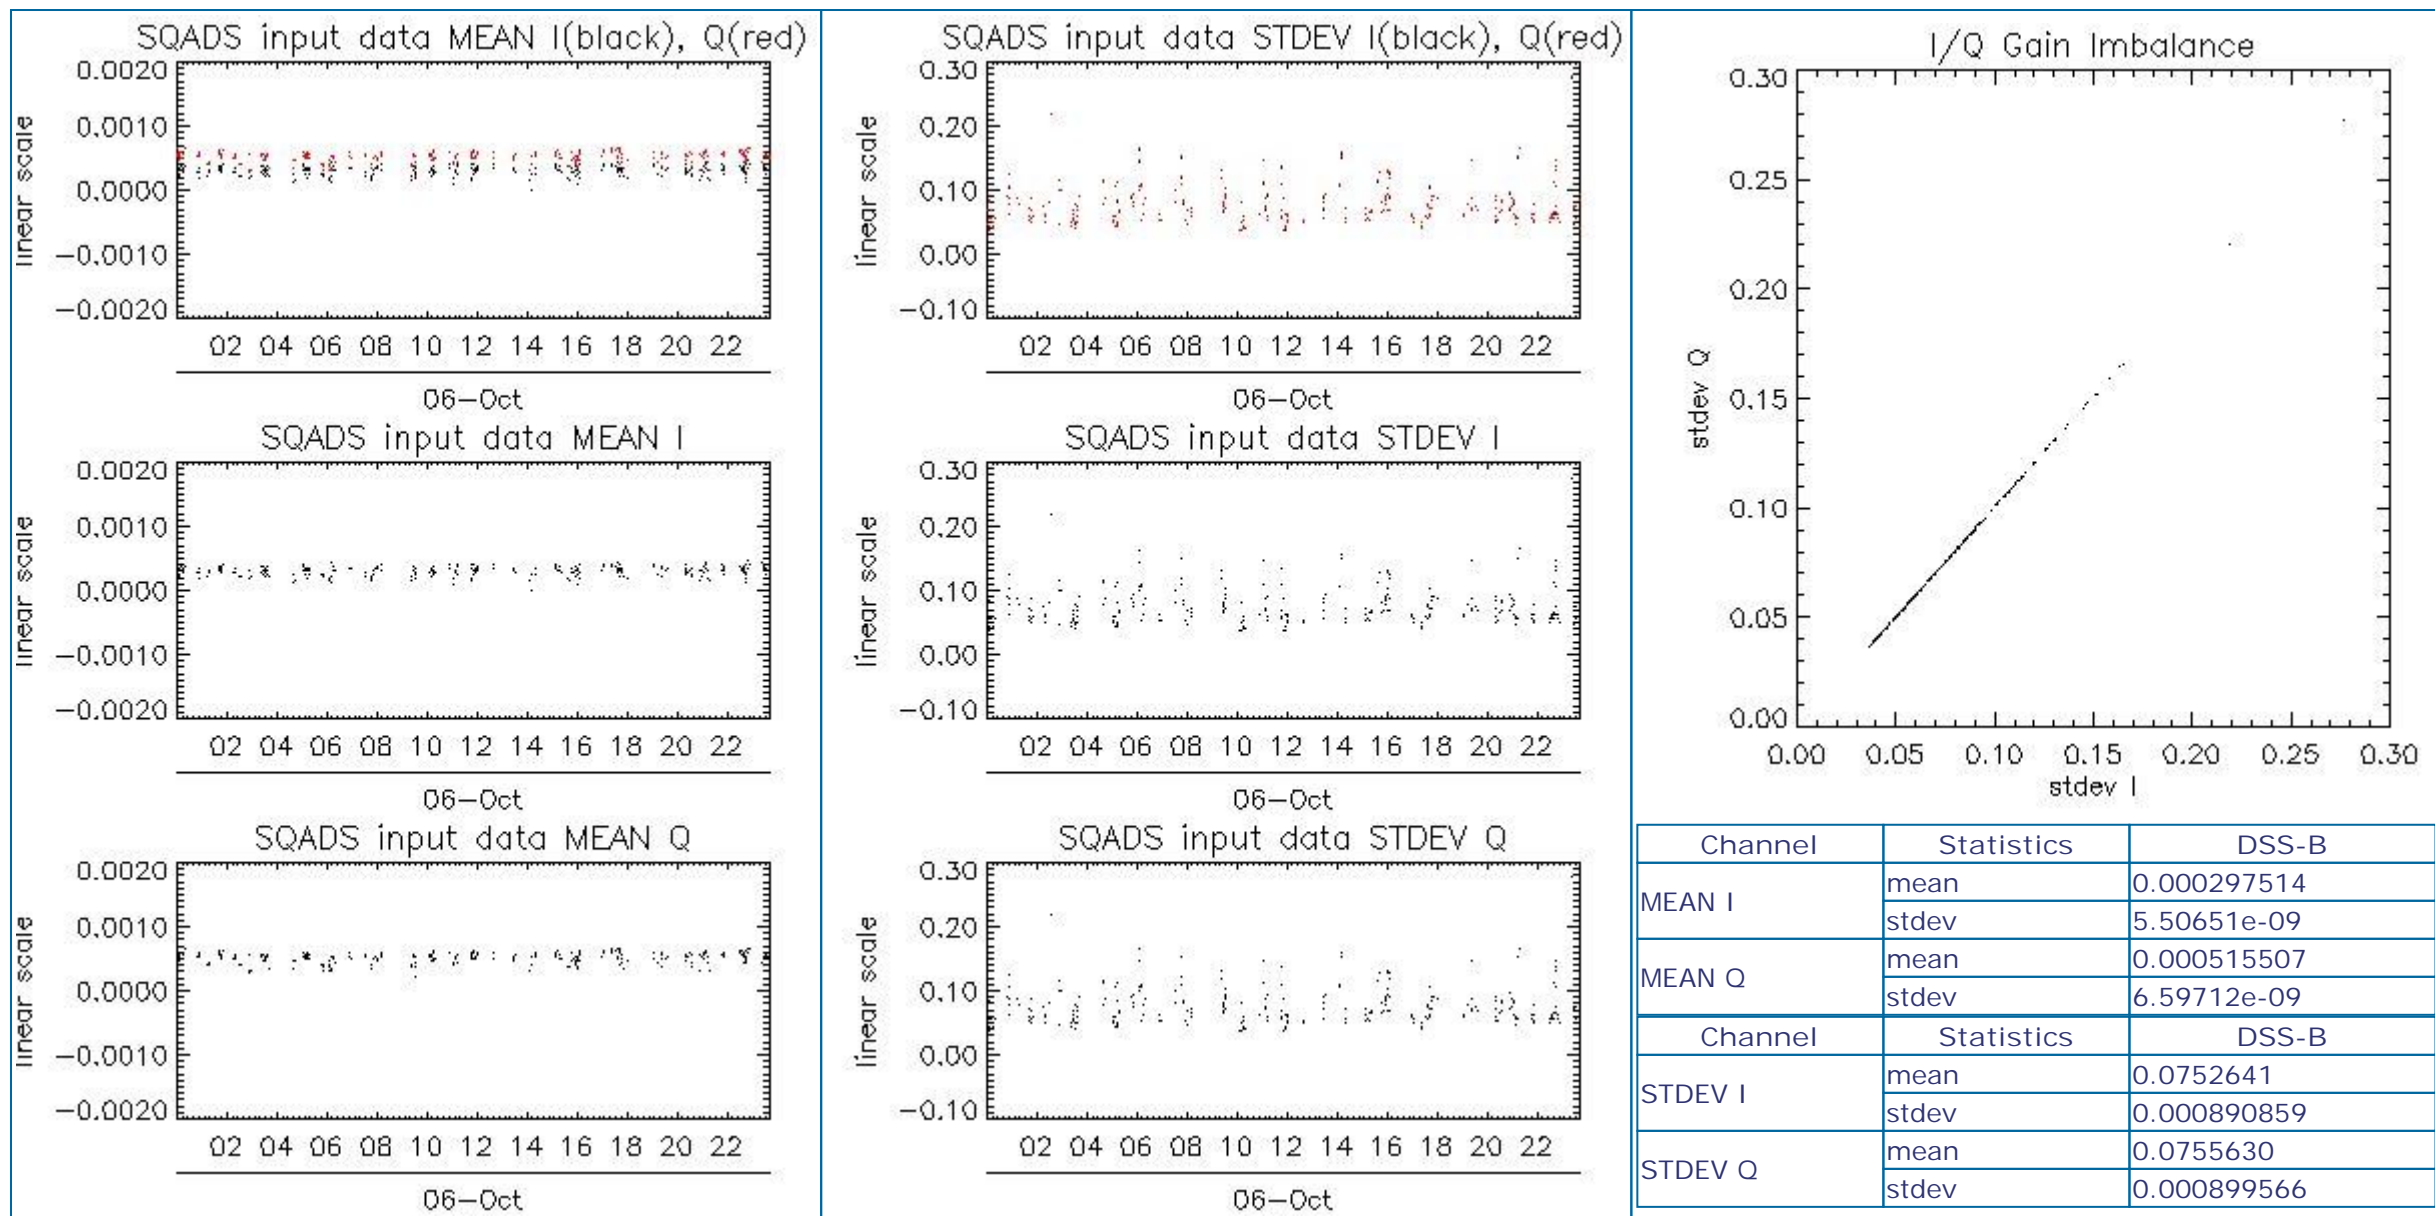 SQADS input data MEAN I(black), Q(red)
linear scale
0.0020
0.0010
0.0000
−0.0010
−0.0020
02 04 06 08 10 12 14 16 18 20 22
06−Oct
SQADS input data MEAN I
linear scale
0.0020
0.0010
0.0000
−0.0010
−0.0020
02 04 06 08 10 12 14 16 18 20 22
06−Oct
SQADS input data MEAN Q
linear scale
0.0020
0.0010
0.0000
−0.0010
−0.0020
02 04 06 08 10 12 14 16 18 20 22
06−Oct
SQADS input data STDEV I(black), Q(red)
linear scale
0.30
0.20
0.10
0.00
−0.10
02 04 06 08 10 12 14 16 18 20 22
06−Oct
SQADS input data STDEV I
linear scale
0.30
0.20
0.10
0.00
−0.10
02 04 06 08 10 12 14 16 18 20 22
06−Oct
SQADS input data STDEV Q
linear scale
0.30
0.20
0.10
0.00
−0.10
02 04 06 08 10 12 14 16 18 20 22
06−Oct
I/Q Gain Imbalance
stdev Q
0.30
0.25
0.20
0.15
0.10
0.05
0.00
0.00 0.05 0.10 0.15 0.20 0.25 0.30
stdev I
Channel Statistics DSS-B
MEAN I
mean 0.000297514
stdev 5.50651e-09
MEAN Q
mean 0.000515507
stdev 6.59712e-09
Channel Statistics DSS-B
STDEV I
mean 0.0752641
stdev 0.000890859
STDEV Q
mean 0.0755630
stdev 0.000899566